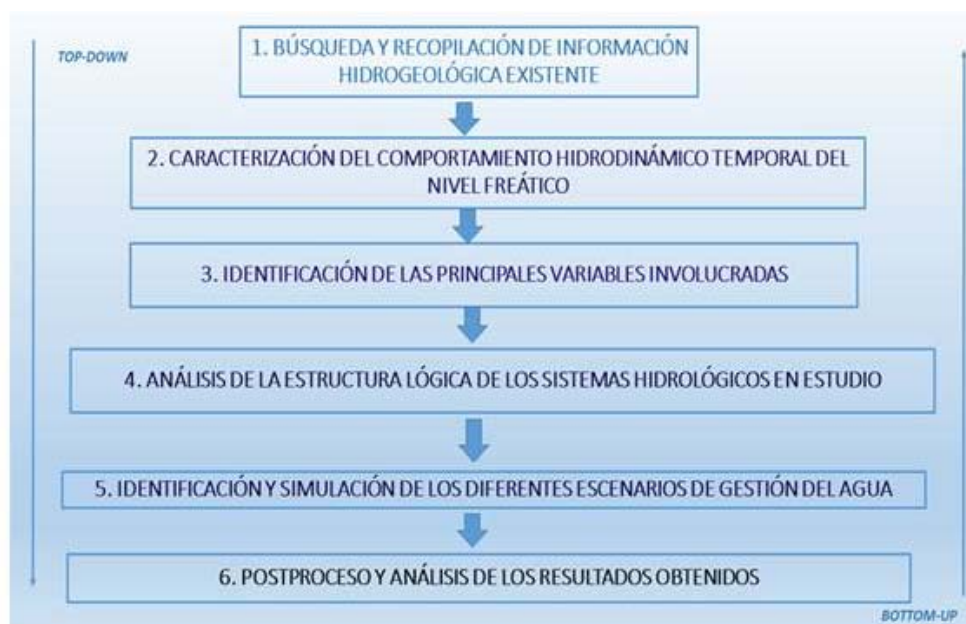 TOP-DOWN
1. BÚSQUEDA Y RECOPILACIÓN DE INFORMACIÓN
HIDROGEOLÓGICA EXISTENTE
2. CARACTERIZACIÓN DEL COMPORTAMIENTO HIDRODINÁMICO TEMPORAL DEL
NIVEL FREÁTICO
3. IDENTIFICACIÓN DE LAS PRINCIPALES VARIABLES INVOLUCRADAS
4. ANÁLISIS DE LA ESTRUCTURA LÓGICA DE LOS SISTEMAS HIDROLÓGICOS EN ESTUDIO
5. IDENTIFICACIÓN Y SIMULACIÓN DE LOS DIFERENTES ESCENARIOS DE GESTIÓN DEL AGUA
6. POSTPROCESO Y ANÁLISIS DE LOS RESULTADOS OBTENIDOS
BOTTOM-UP